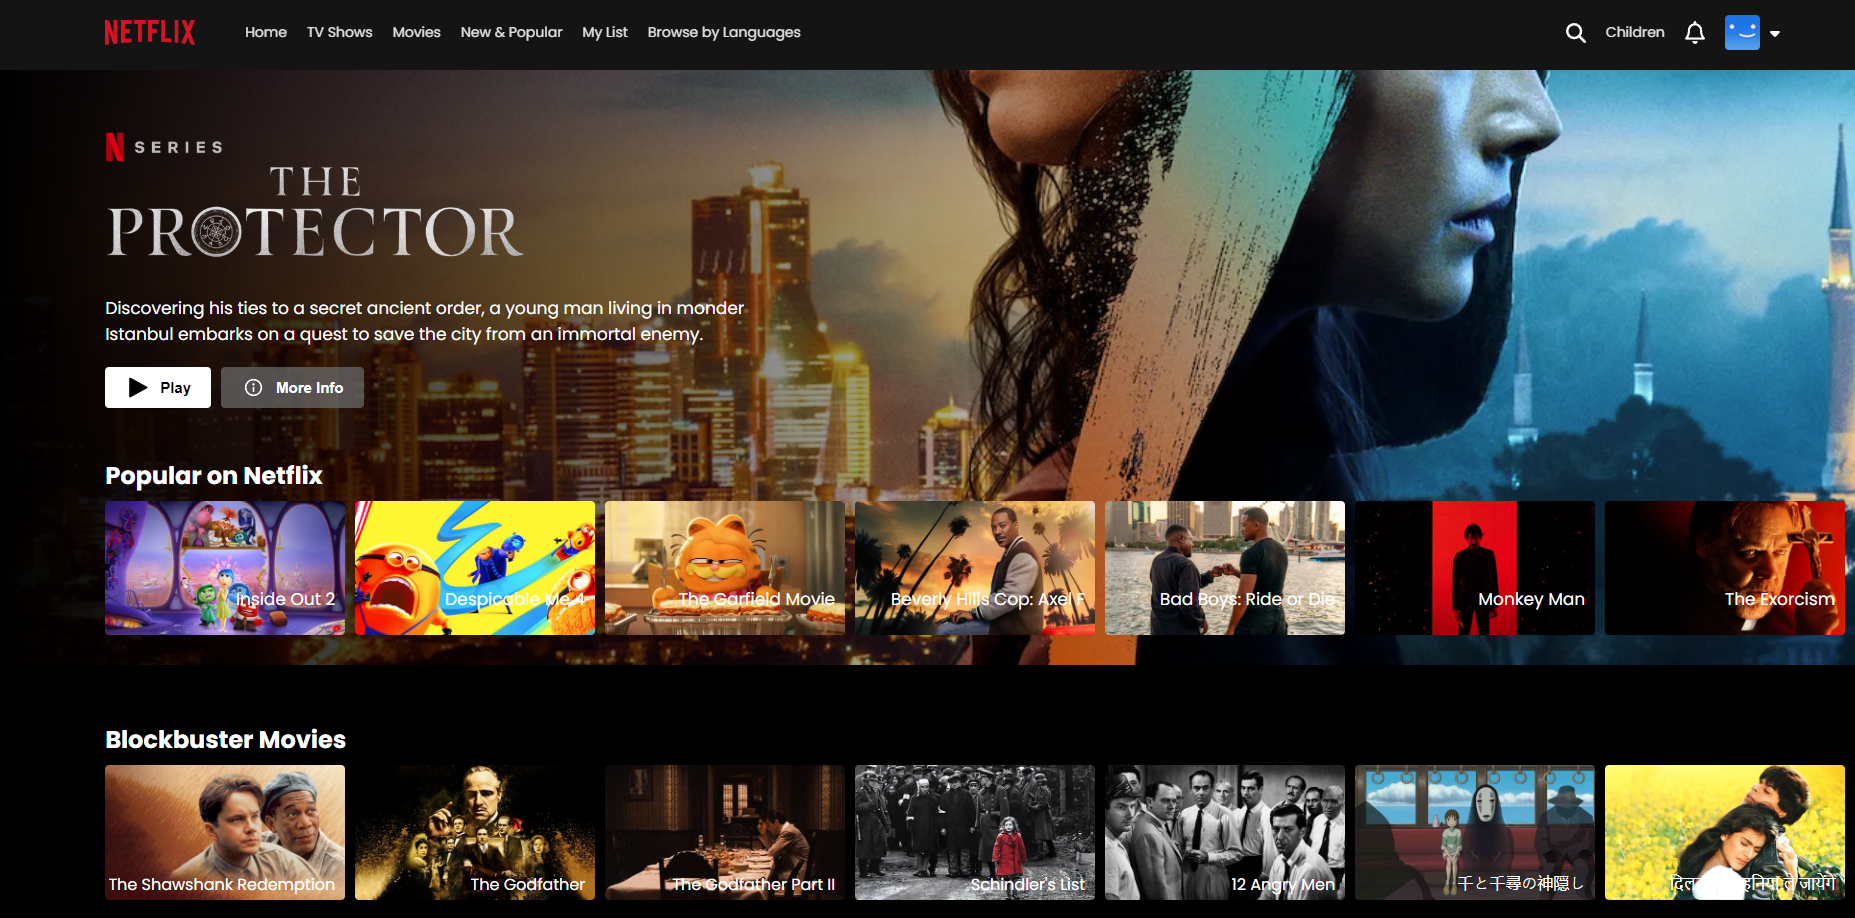 NETFLIX
Home TV Shows Movies New & Popular My List Browse by Languages
Children
N SERIES
THE
PROTECTOR
Discovering his ties to a secret ancient order, a young man living in monder
Istanbul embarks on a quest to save the city from an immortal enemy.
Play
More Info
Popular on Netflix
Inside Out 2
Despicable Me 4
The Garfield Movie
Beverly Hills Cop: Axel F
Bad Boys: Ride or Die
Monkey Man
The Exorcism
Blockbuster Movies
The Shawshank Redemption
The Godfather
The Godfather Part II
Schindler's List
12 Angry Men
千と千尋の神隠し
ले जायेंगे